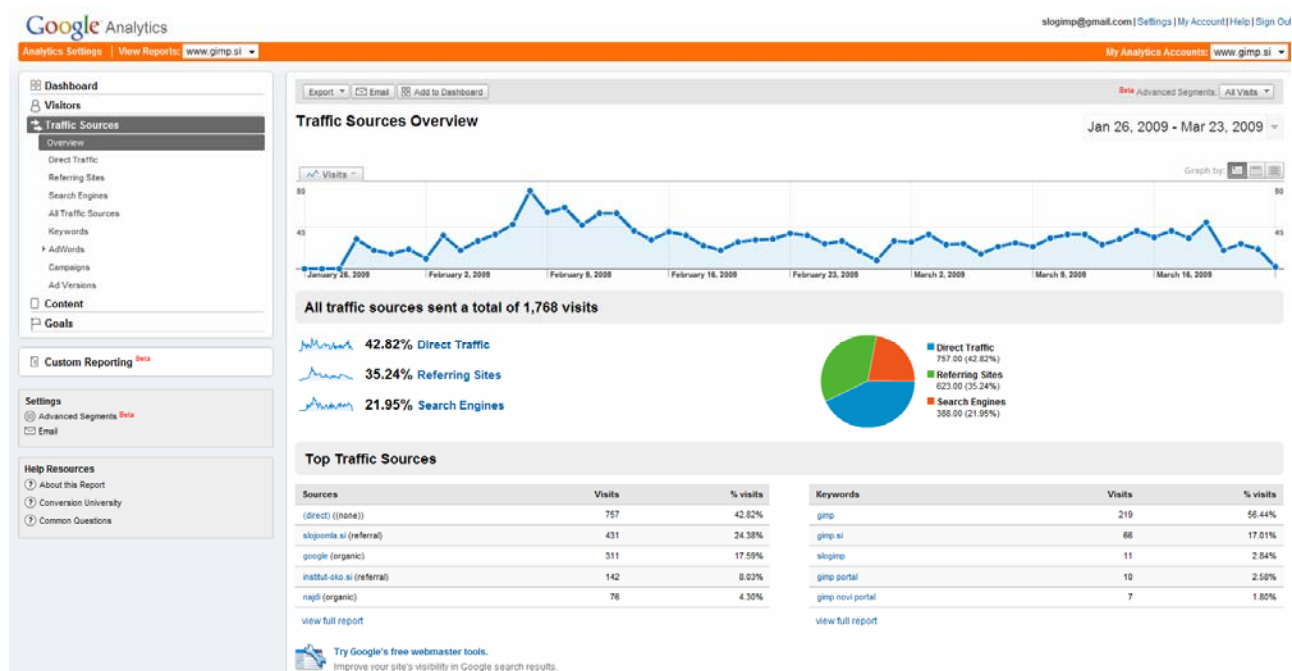 Google Analytics
slogimp@gmail.com | Settings | My Account | Help | Sign Out
Analytics Settings | View Reports: www.gimp.si
My Analytics Accounts: www.gimp.si
Dashboard
Visitors
Traffic Sources
Overview
Direct Traffic
Referring Sites
Search Engines
All Traffic Sources
Keywords
AdWords
Campaigns
Ad Versions
Content
Goals
Custom Reporting Beta
Settings
Advanced Segments Beta
Email
Help Resources
About this Report
Conversion University
Common Questions
Export Email Add to Dashboard
Beta Advanced Segments: All Visits
Traffic Sources Overview
Jan 26, 2009 - Mar 23, 2009
Visits
Graph by:
90 90
45 45
January 26, 2009 February 2, 2009 February 9, 2009 February 16, 2009 February 23, 2009 March 2, 2009 March 9, 2009 March 16, 2009
All traffic sources sent a total of 1,768 visits
42.82% Direct Traffic
35.24% Referring Sites
21.95% Search Engines
Direct Traffic
757.00 (42.82%)
Referring Sites
623.00 (35.24%)
Search Engines
388.00 (21.95%)
Top Traffic Sources
Sources Visits % visits
(direct) ((none)) 757 42.82%
slojoomla.si (referral) 431 24.38%
google (organic) 311 17.59%
institut-oko.si (referral) 142 8.03%
najdi (organic) 76 4.30%
view full report
Keywords Visits % visits
gimp 219 56.44%
gimp.si 66 17.01%
slogimp 11 2.84%
gimp portal 10 2.58%
gimp novi portal 7 1.80%
view full report
Try Google's free webmaster tools.
Improve your site's visibility in Google search results.